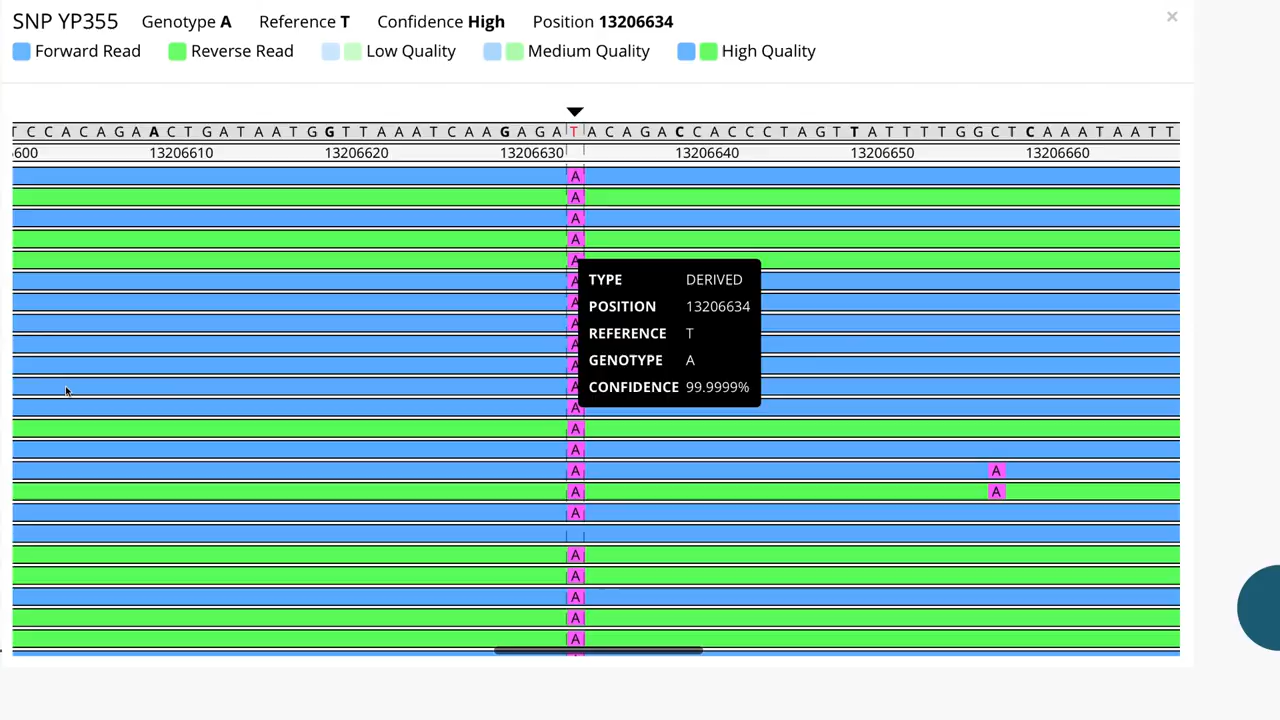 SNP YP355 Genotype A Reference T Confidence High Position 13206634
Forward Read Reverse Read Low Quality Medium Quality High Quality
T C C A C A G A A C T G A T A A T G G T T A A A T C A A G A G A T A C A G A C C A C C C T A G T T A T T T T G G C T C A A A T A A T T
600 13206610 13206620 13206630 13206640 13206650 13206660
A
A
A
A
A
A
A
A
A
A
A
A
TYPE DERIVED
POSITION 13206634
REFERENCE T
GENOTYPE A
CONFIDENCE 99.9999%
A
A
A A
A A
A
A
A
A
A
A